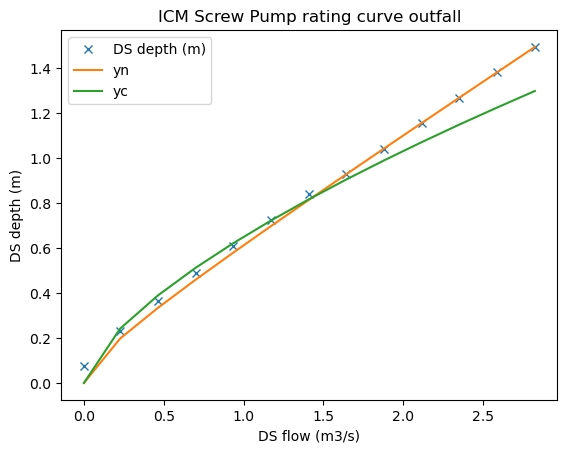 ICM Screw Pump rating curve outfall
DS depth (m)
yn
yc
DS depth (m)
1.4
1.2
1.0
0.8
0.6
0.4
0.2
0.0
0.0 0.5 1.0 1.5 2.0 2.5
DS flow (m3/s)